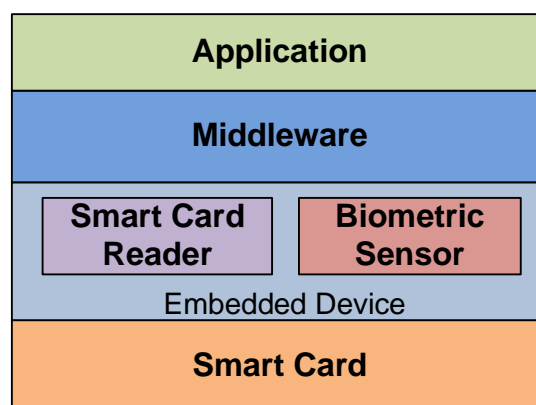 Application
Middleware
Smart Card
Reader
Biometric
Sensor
Embedded Device
Smart Card